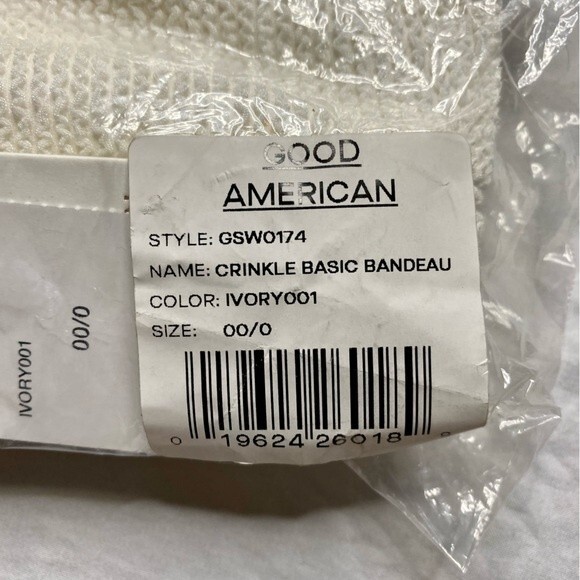 GOOD
AMERICAN
STYLE: GSW0174
NAME: CRINKLE BASIC BANDEAU
COLOR: IVORY001
SIZE: 00/0
0 19624 26018
IVORY001
00/0